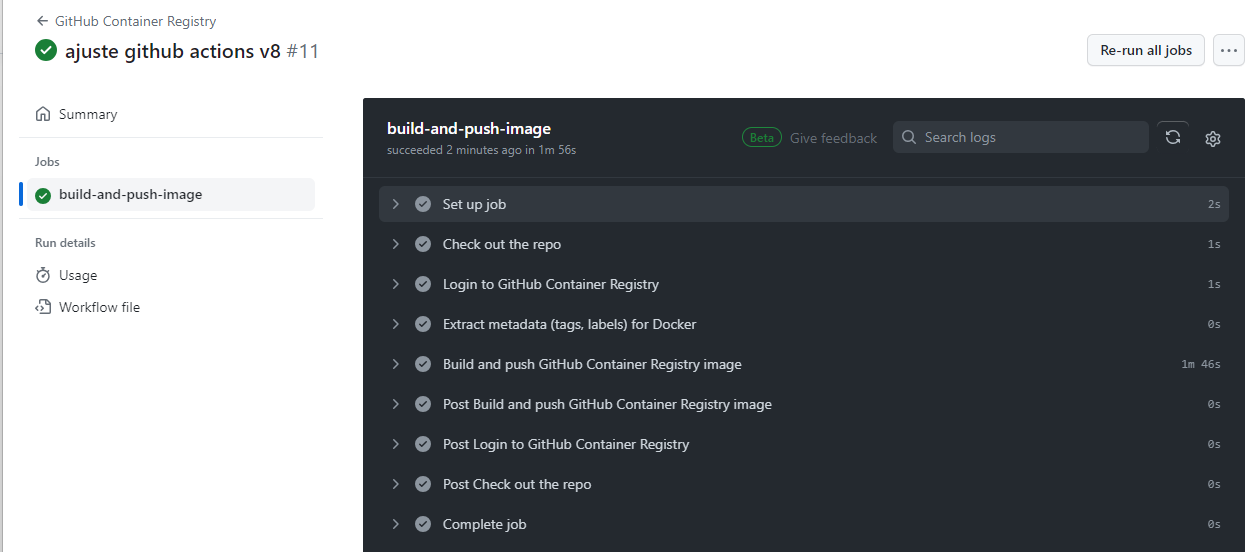 GitHub Container Registry
ajuste github actions v8 #11
Re-run all jobs
Summary
Jobs
build-and-push-image
Run details
Usage
Workflow file
build-and-push-image
succeeded 2 minutes ago in 1m 56s
Beta
Give feedback
Search logs
Set up job 2s
Check out the repo 1s
Login to GitHub Container Registry 1s
Extract metadata (tags, labels) for Docker 0s
Build and push GitHub Container Registry image 1m 46s
Post Build and push GitHub Container Registry image 0s
Post Login to GitHub Container Registry 0s
Post Check out the repo 0s
Complete job 0s